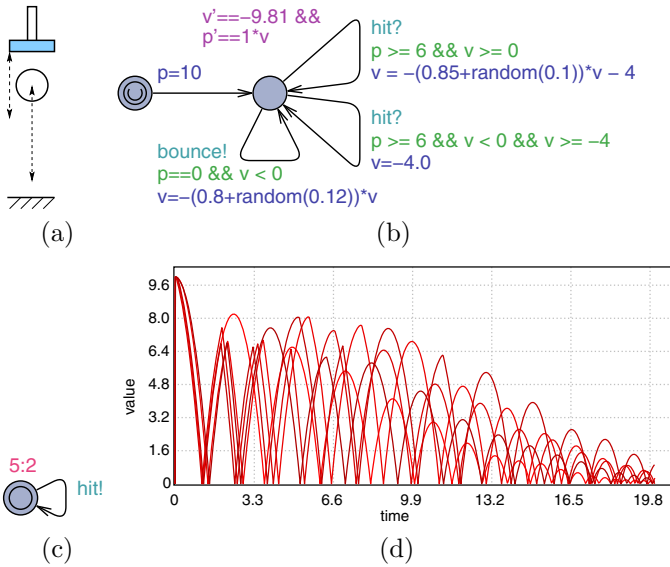 v'==−9.81 &&
p'==1*v
p=10
hit?
p >= 6 && v >= 0
v = −(0.85+random(0.1))*v − 4
hit?
p >= 6 && v < 0 && v >= −4
v=−4.0
bounce!
p==0 && v < 0
v=−(0.8+random(0.12))*v
(a)
(b)
5:2
hit!
(c)
value
9.6
8.0
6.4
4.8
3.2
1.6
0
0
3.3
6.6
9.9
13.2
16.5
19.8
time
(d)